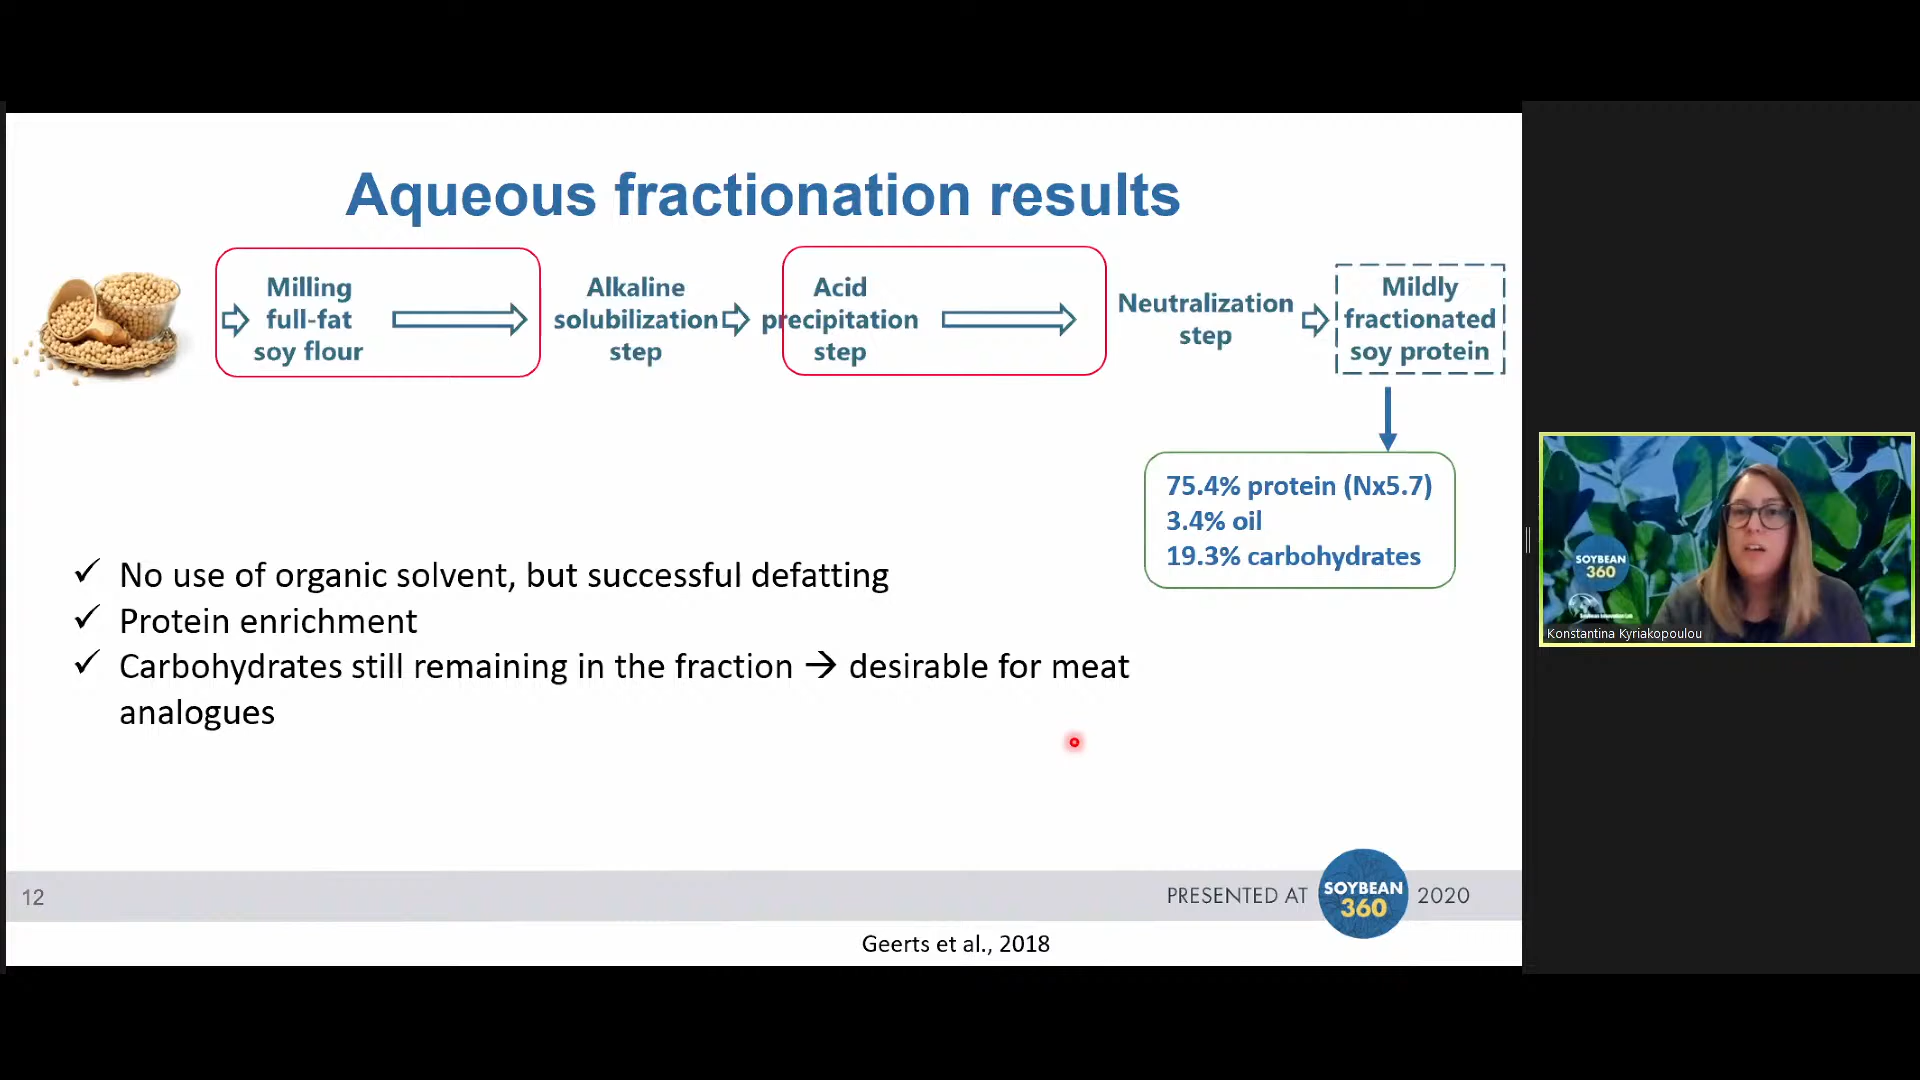 Aqueous fractionation results
Milling
full-fat
soy flour
Alkaline
solubilization
step
Acid
precipitation
step
Neutralization
step
Mildly
fractionated
soy protein
75.4% protein (Nx5.7)
3.4% oil
19.3% carbohydrates
✓ No use of organic solvent, but successful defatting
✓ Protein enrichment
✓ Carbohydrates still remaining in the fraction → desirable for meat
analogues
SOYBEAN
360
Konstantina Kyriakopoulou
12
PRESENTED AT
SOYBEAN
360
2020
Geerts et al., 2018